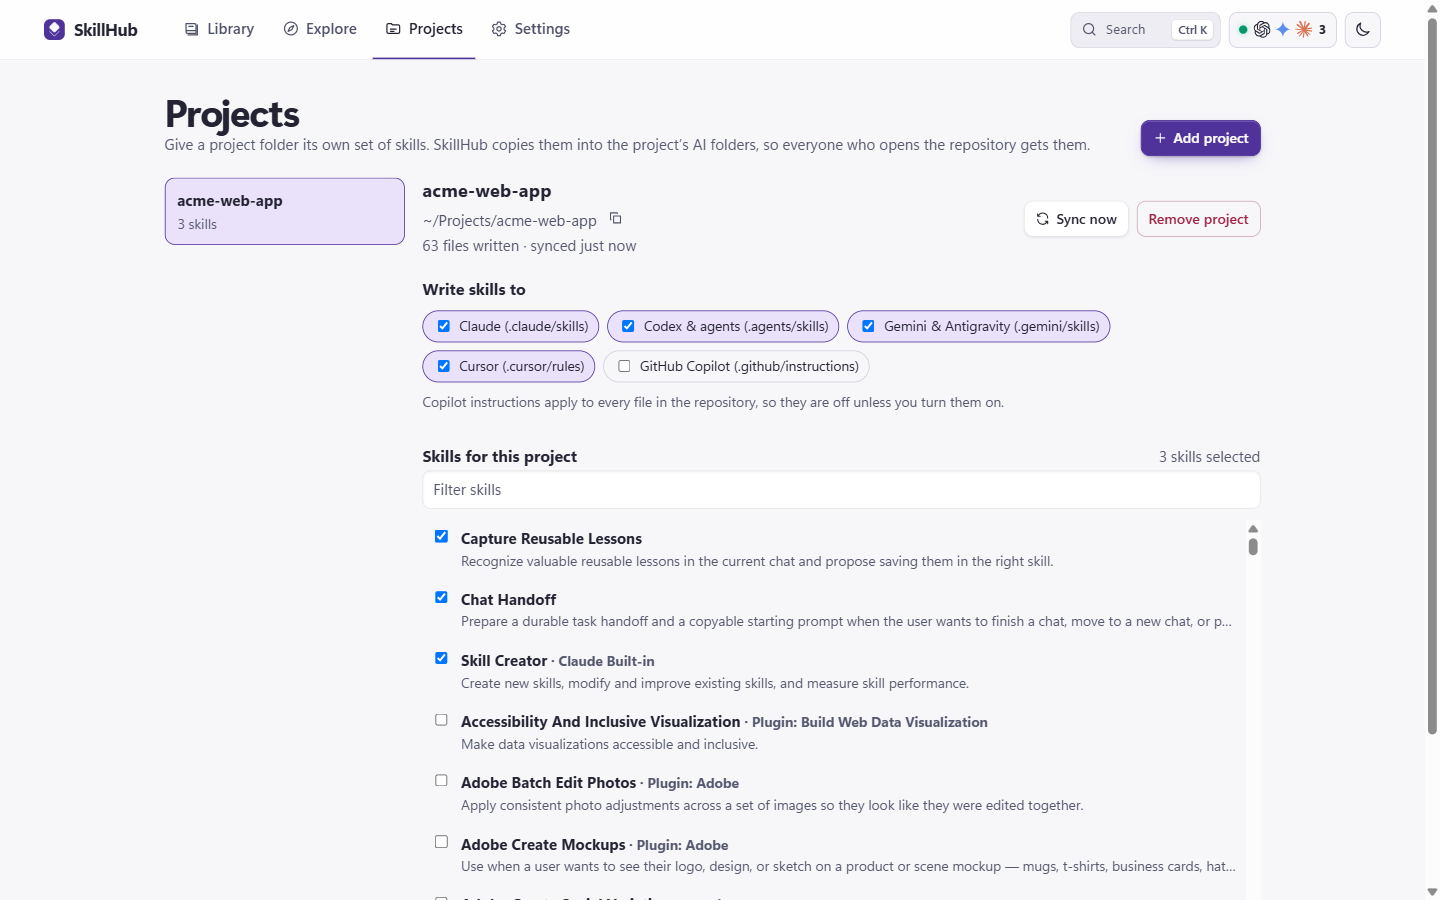 SkillHub
Library
Explore
Projects
Settings
Search
Ctrl K
3
Projects
Give a project folder its own set of skills. SkillHub copies them into the project’s AI folders, so everyone who opens the repository gets them.
+ Add project
acme-web-app
3 skills
acme-web-app
~/Projects/acme-web-app
63 files written · synced just now
Sync now
Remove project
Write skills to
Claude (.claude/skills)
Codex & agents (.agents/skills)
Gemini & Antigravity (.gemini/skills)
Cursor (.cursor/rules)
GitHub Copilot (.github/instructions)
Copilot instructions apply to every file in the repository, so they are off unless you turn them on.
Skills for this project
3 skills selected
Filter skills
Capture Reusable Lessons
Recognize valuable reusable lessons in the current chat and propose saving them in the right skill.
Chat Handoff
Prepare a durable task handoff and a copyable starting prompt when the user wants to finish a chat, move to a new chat, or p...
Skill Creator · Claude Built-in
Create new skills, modify and improve existing skills, and measure skill performance.
Accessibility And Inclusive Visualization · Plugin: Build Web Data Visualization
Make data visualizations accessible and inclusive.
Adobe Batch Edit Photos · Plugin: Adobe
Apply consistent photo adjustments across a set of images so they look like they were edited together.
Adobe Create Mockups · Plugin: Adobe
Use when a user wants to see their logo, design, or sketch on a product or scene mockup — mugs, t-shirts, business cards, hat...